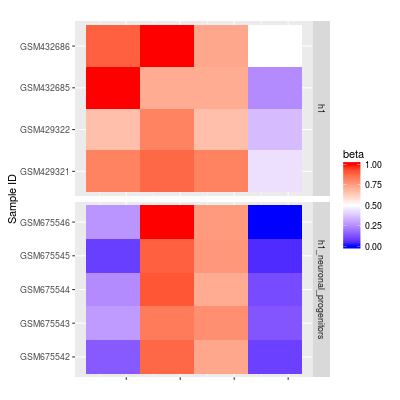 GSM432686
GSM432685
GSM429322
GSM429321
h1
GSM675546
GSM675545
GSM675544
GSM675543
GSM675542
h1_neuronal_progenitors
Sample ID
beta
1.00
0.75
0.50
0.25
0.00